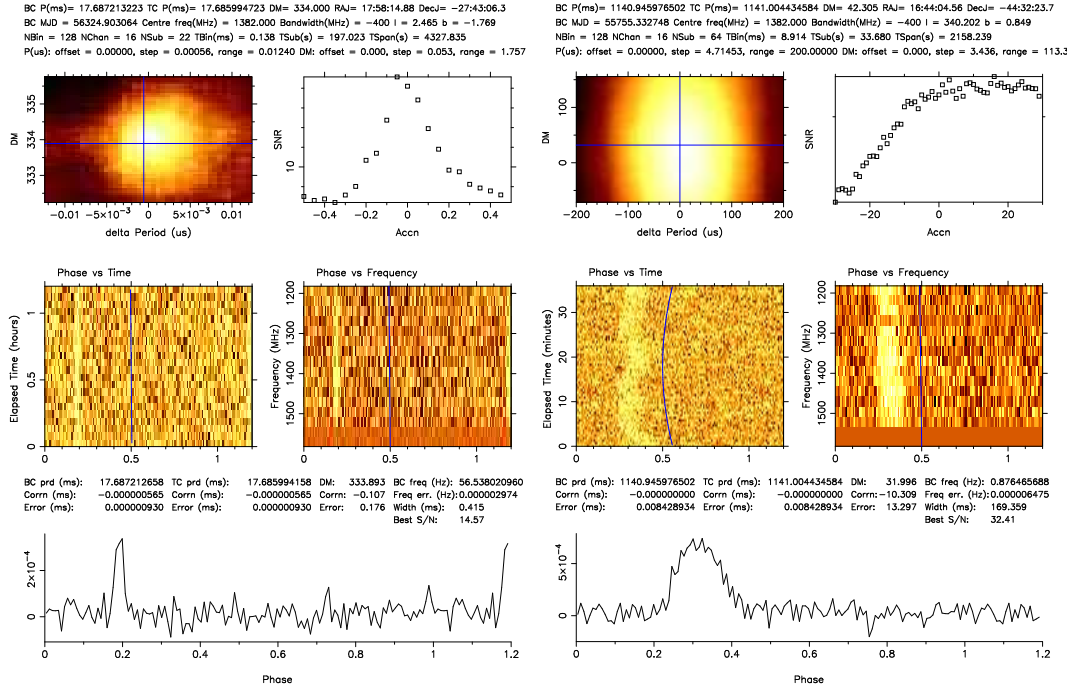 BC P(ms)= 17.687213223 TC P(ms)= 17.685994723 DM= 334.000 RAJ= 17:58:14.88 DecJ= -27:43:06.3
BC MJD = 56324.903064 Centre freq(MHz) = 1382.000 Bandwidth(MHz) = -400 l = 2.465 b = -1.769
NBin = 128 NChan = 16 NSub = 22 TBin(ms) = 0.138 TSub(s) = 197.023 TSpan(s) = 4327.835
P(us): offset = 0.00000, step = 0.00056, range = 0.01240 DM: offset = 0.000, step = 0.053, range = 1.757
335
334
333
DM
-0.01 -5×10⁻³ 0 5×10⁻³ 0.01
delta Period (us)
10
SNR
-0.4 -0.2 0 0.2 0.4
Accn
Phase vs Time
1
0.5
0
Elapsed Time (hours)
0 0.5 1
Phase vs Frequency
1200
1300
1400
1500
Frequency (MHz)
0 0.5 1
BC prd (ms): 17.687212658 TC prd (ms): 17.685994158 DM: 333.893 BC freq (Hz): 56.538020960
Corrn (ms): -0.000000565 Corrn (ms): -0.000000565 Corrn: -0.107 Freq err. (Hz): 0.000002974
Error (ms): 0.000000930 Error (ms): 0.000000930 Error: 0.176 Width (ms): 0.415
Best S/N: 14.57
2×10⁻⁴
0
0 0.2 0.4 0.6 0.8 1 1.2
Phase
BC P(ms)= 1140.945976502 TC P(ms)= 1141.004434584 DM= 42.305 RAJ= 16:44:04.56 DecJ= -44:32:23.7
BC MJD = 55755.332748 Centre freq(MHz) = 1382.000 Bandwidth(MHz) = -400 l = 340.202 b = 0.849
NBin = 128 NChan = 16 NSub = 64 TBin(ms) = 8.914 TSub(s) = 33.680 TSpan(s) = 2158.239
P(us): offset = 0.00000, step = 4.71453, range = 200.00000 DM: offset = 0.000, step = 3.436, range = 113.3
100
0
DM
-200 -100 0 100 200
delta Period (us)
SNR
-20 0 20
Accn
Phase vs Time
30
20
10
0
Elapsed Time (minutes)
0 0.5 1
Phase vs Frequency
1200
1300
1400
1500
Frequency (MHz)
0 0.5 1
BC prd (ms): 1140.945976502 TC prd (ms): 1141.004434584 DM: 31.996 BC freq (Hz): 0.876465688
Corrn (ms): -0.000000000 Corrn (ms): -0.000000000 Corrn: -10.309 Freq err. (Hz): 0.000006475
Error (ms): 0.008428934 Error (ms): 0.008428934 Error: 13.297 Width (ms): 169.359
Best S/N: 32.41
5×10⁻⁴
0
0 0.2 0.4 0.6 0.8 1 1.2
Phase